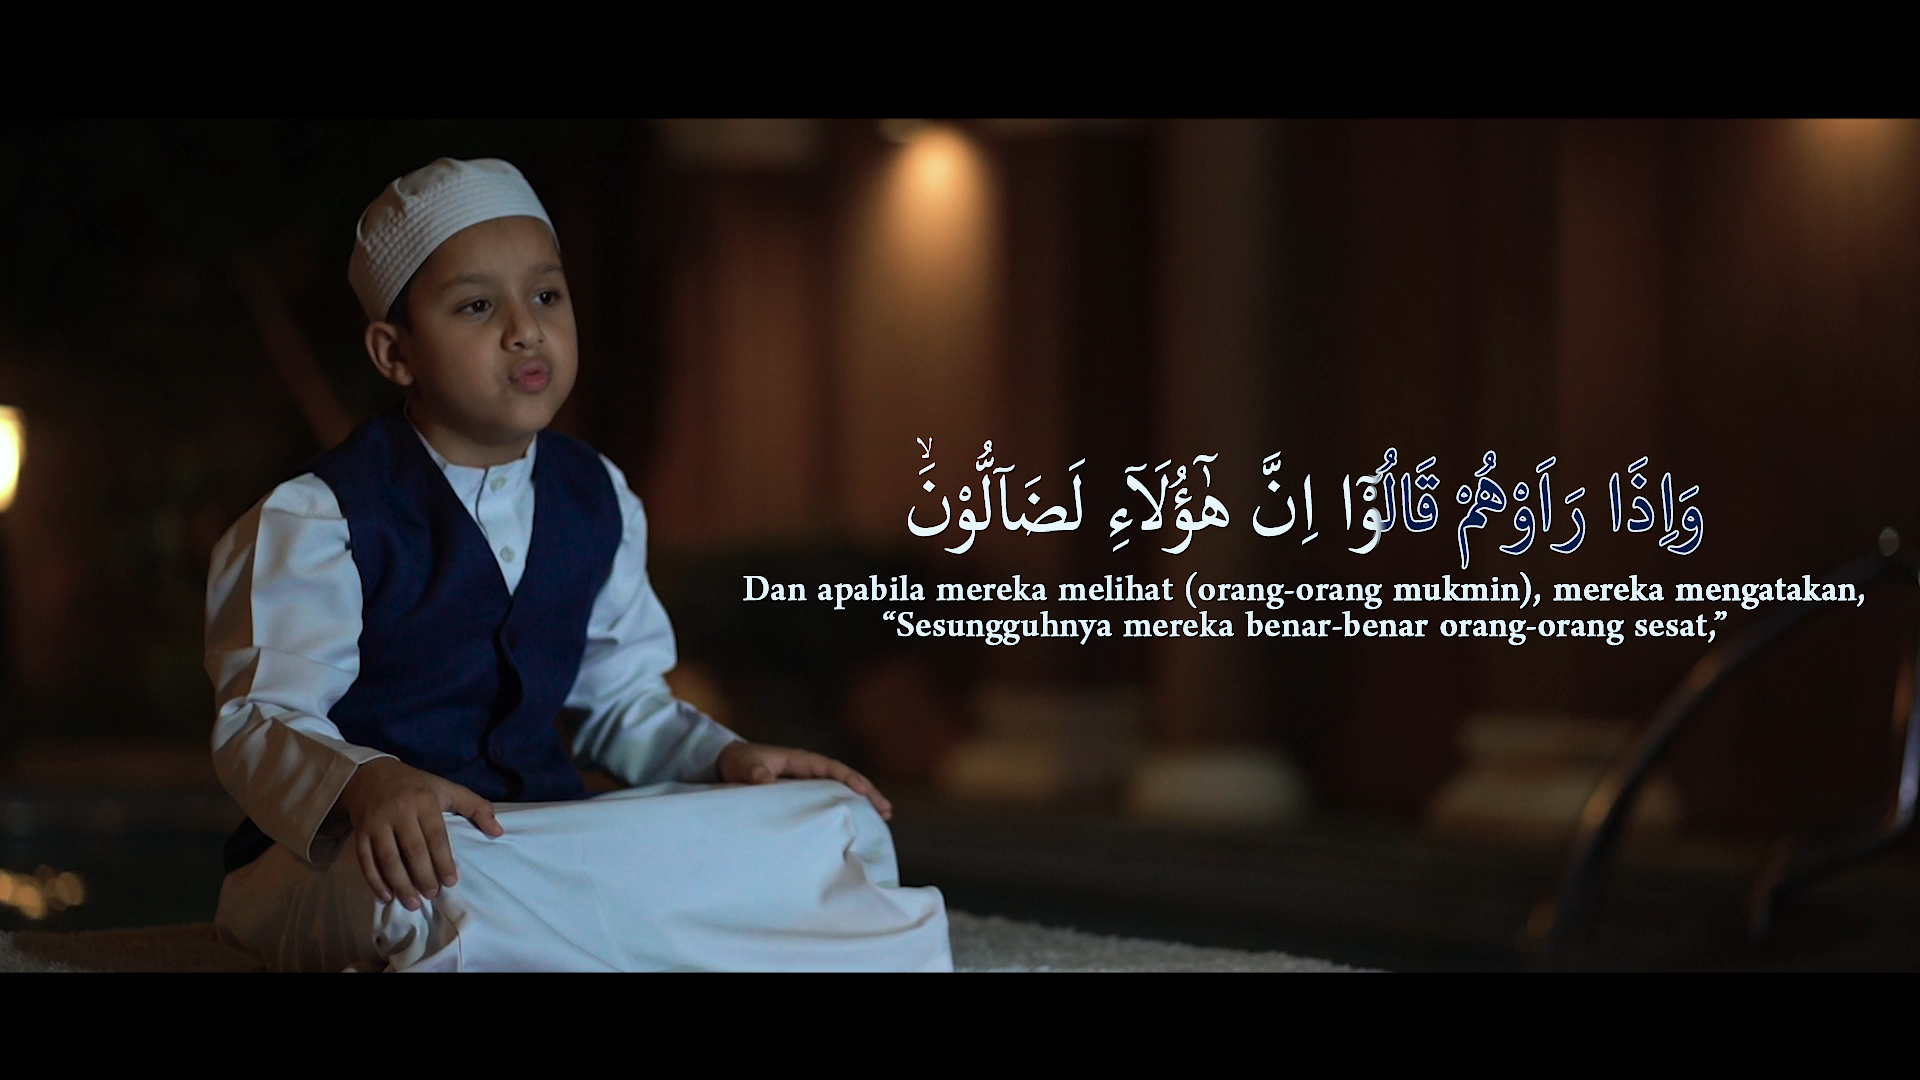 وَاِذَا رَاَوْهُمْ قَالُوْٓا اِنَّ هٰٓؤُلَاۤءِ لَضَاۤلُّوْنَۙ
Dan apabila mereka melihat (orang-orang mukmin), mereka mengatakan,
“Sesungguhnya mereka benar-benar orang-orang sesat,”